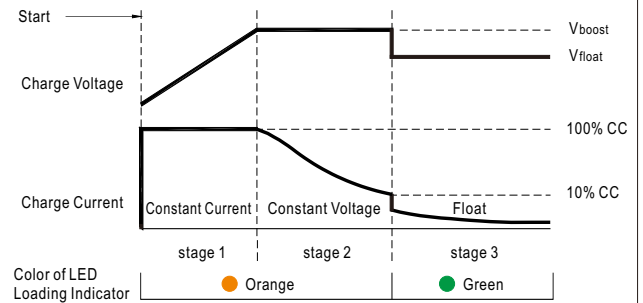 Start
Vboost
Vfloat
Charge Voltage
100% CC
10% CC
Charge Current
Constant Current
Constant Voltage
Float
stage 1
stage 2
stage 3
Color of LED
Loading Indicator
Orange
Green